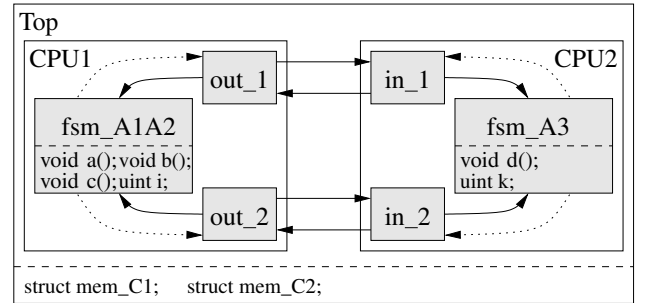 Top
CPU1
CPU2
out_1
in_1
fsm_A1A2
void a(); void b();
void c(); uint i;
fsm_A3
void d();
uint k;
out_2
in_2
struct mem_C1; struct mem_C2;